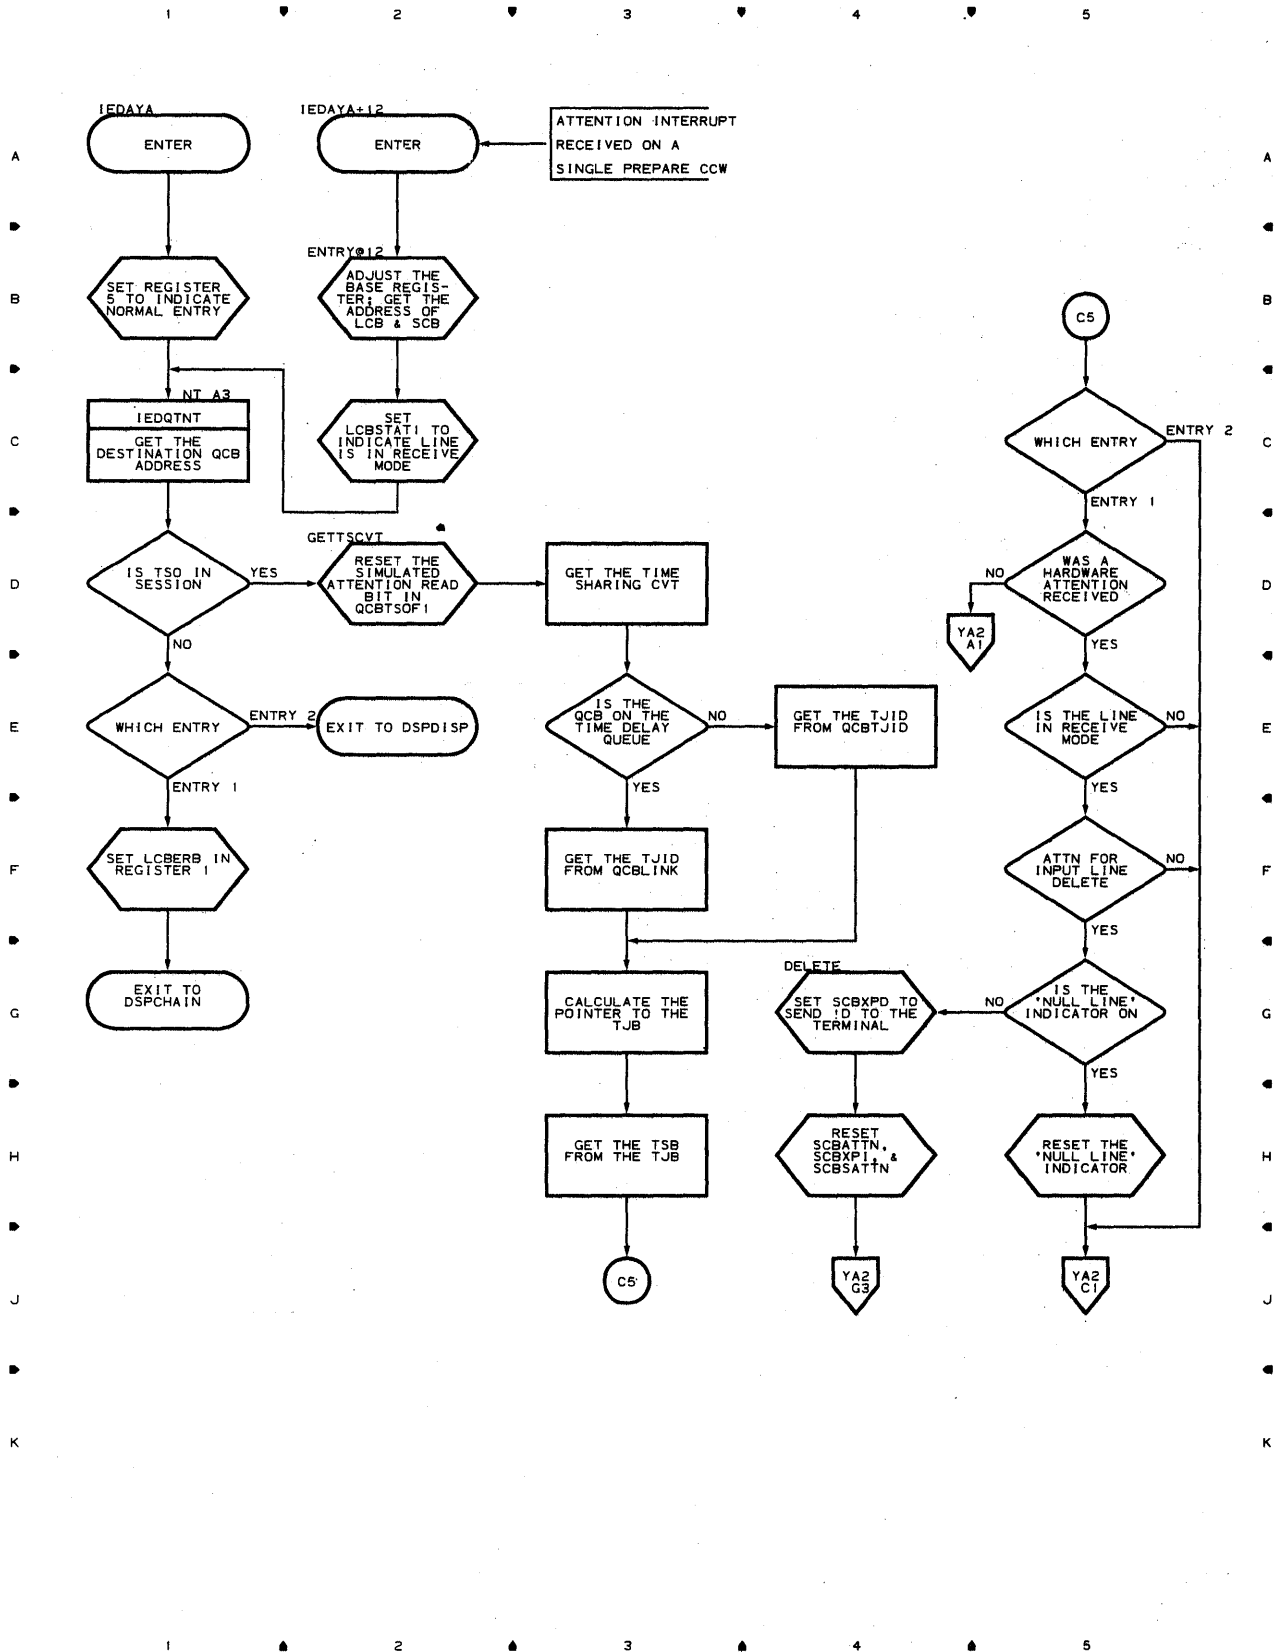 1 2 3 4 5
IEDAYA
ENTER
IEDAYA+12
ENTER
ATTENTION INTERRUPT
RECEIVED ON A
SINGLE PREPARE CCW
A A
SET REGISTER
5 TO INDICATE
NORMAL ENTRY
ENTRY@12
ADJUST THE
BASE REGIS-
TER; GET THE
ADDRESS OF
LCB & SCB
B B
C5
NT A3
IEDQTNT
GET THE
DESTINATION QCB
ADDRESS
SET
LCBSTAT1 TO
INDICATE LINE
IS IN RECEIVE
MODE
WHICH ENTRY
ENTRY 2
ENTRY 1
C C
IS TSO IN
SESSION
YES
NO
GETTSCVT
RESET THE
SIMULATED
ATTENTION READ
BIT IN
QCBTSOF1
GET THE TIME
SHARING CVT
WAS A
HARDWARE
ATTENTION
RECEIVED
NO
YES
YA2
A1
D D
WHICH ENTRY
ENTRY 2
ENTRY 1
EXIT TO DSPDISP
IS THE
QCB ON THE
TIME DELAY
QUEUE
NO
YES
GET THE TJID
FROM QCBTJID
IS THE LINE
IN RECEIVE
MODE
NO
YES
E E
SET LCBERB IN
REGISTER 1
GET THE TJID
FROM QCBLINK
ATTN FOR
INPUT LINE
DELETE
NO
YES
F F
EXIT TO
DSPCHAIN
CALCULATE THE
POINTER TO THE
TJB
DELETE
SET SCBXPD TO
SEND !D TO THE
TERMINAL
IS THE
'NULL LINE'
INDICATOR ON
NO
YES
G G
GET THE TSB
FROM THE TJB
RESET
SCBATTN,
SCBXPI, &
SCBSATTN
RESET THE
'NULL LINE'
INDICATOR
H H
C5
YA2
G3
YA2
C1
J J
K K
1 2 3 4 5